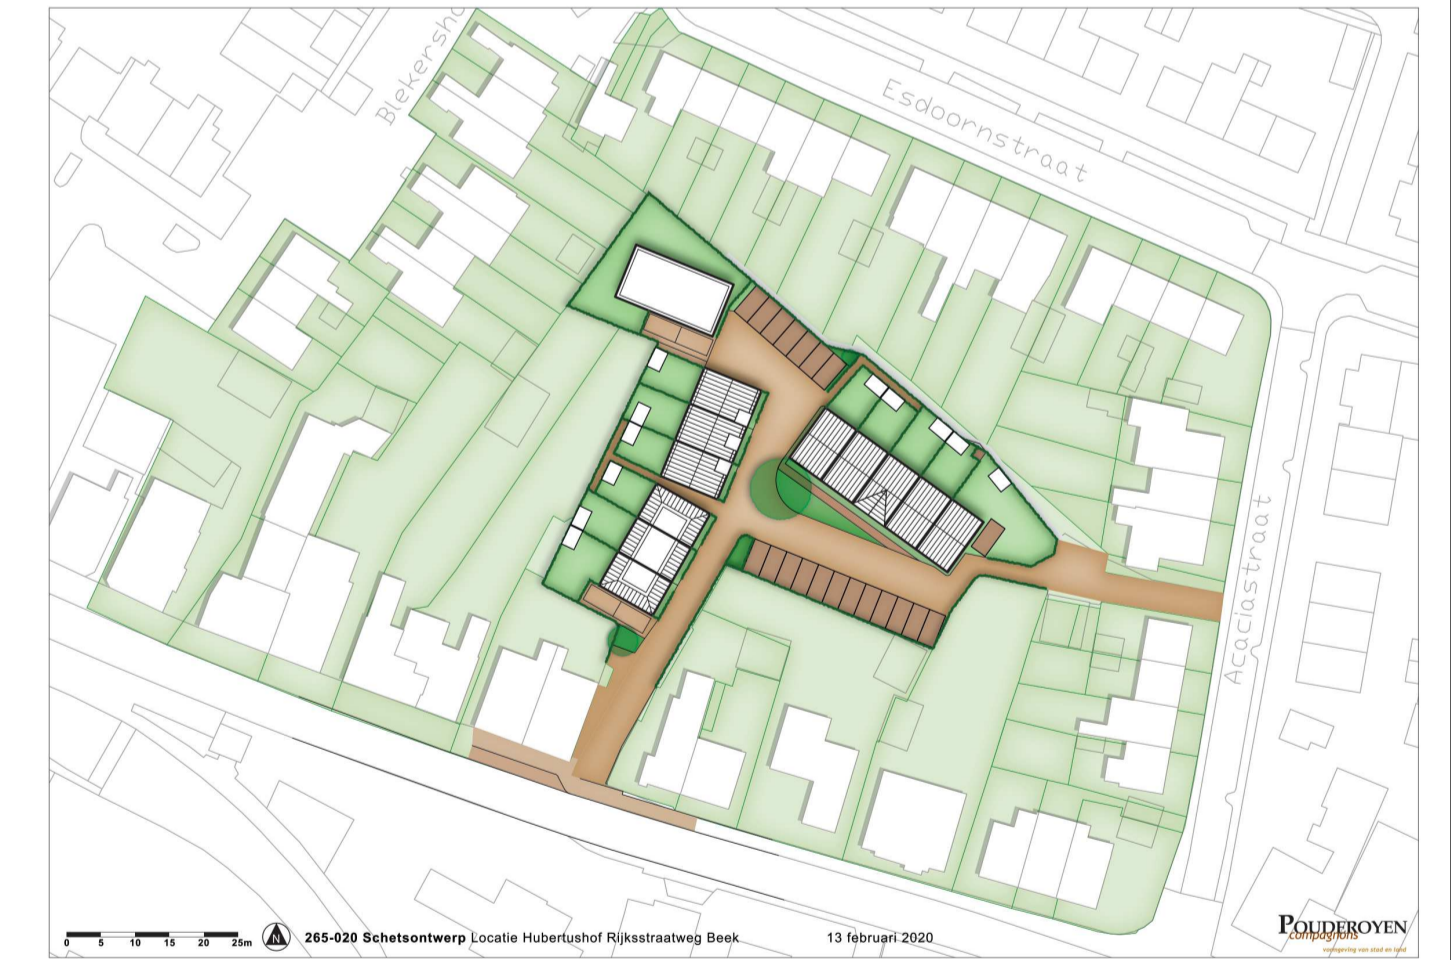 Esdoornstraat
Acaciastraat
0 5 10 15 20 25m
N
265-020 Schetsontwerp Locatie Hubertushof Rijksstraatweg Beek
13 februari 2020
POUDEROYEN
compagnons
vormgeving van stad en land